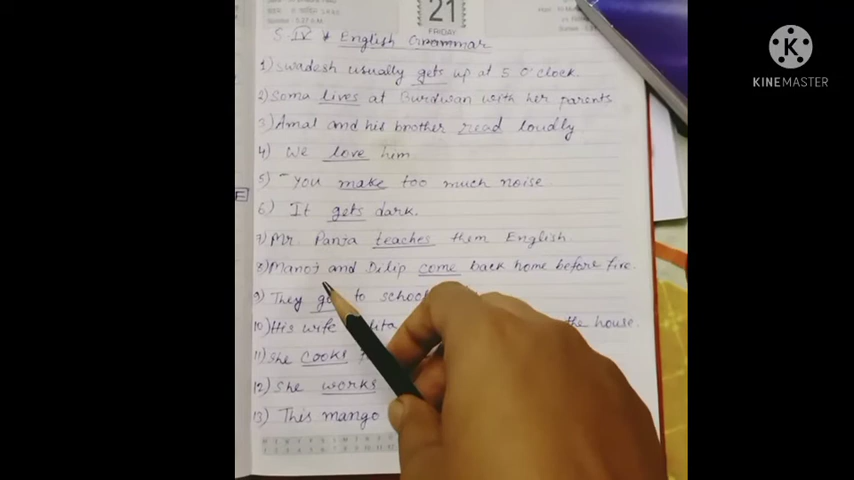 21
FRIDAY
IX English Grammar
1) Swadesh usually gets up at 5 o'clock.
2) Soma lives at Burdwan with her parents
3) Amal and his brother read loudly
4) We love him
5) You make too much noise
6) It gets dark.
7) Mr. Panja teaches them English.
8) Manoj and Dilip come back home before five.
9) They go to school
10) His wife the house.
11) She cooks
12) She works
13) This mango
K
KINEMASTER